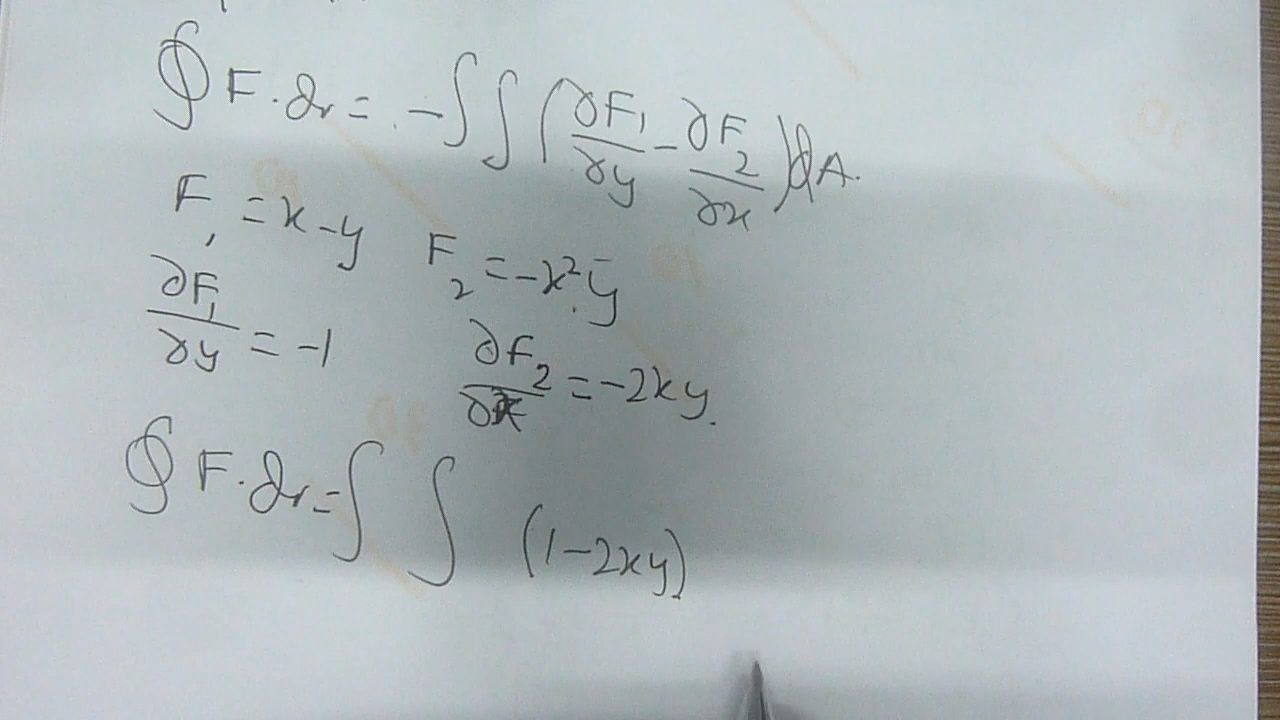 ∮ F. dr = -∫∫ (∂F₁/∂y - ∂F₂/∂x) dA.
F₁ = x-y F₂ = -x²y
∂F₁/∂y = -1 ∂F₂/∂x = -2xy.
∮ F. dr = ∫ ∫ (1-2xy)